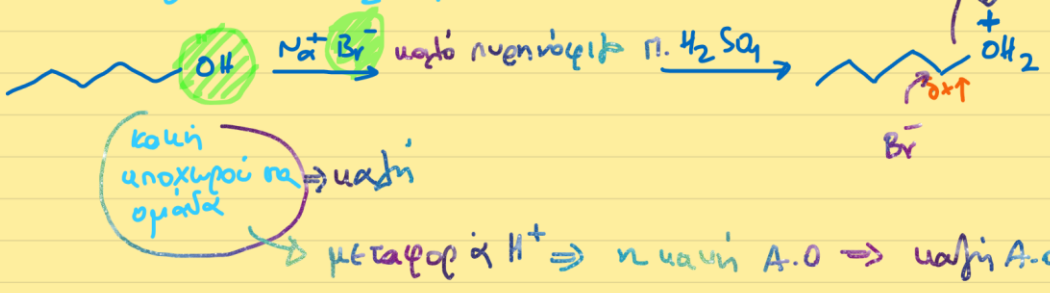 OH Na⁺ Br⁻ καλό πυρηνόφιλο π. H₂SO₄ ⁺OH₂
δ+↑
Br⁻
κακή
αποχωρούσα ⇒ καλή
ομάδα
μεταφορά H⁺ ⇒ η κακή Α.Ο → καλή Α.Ο